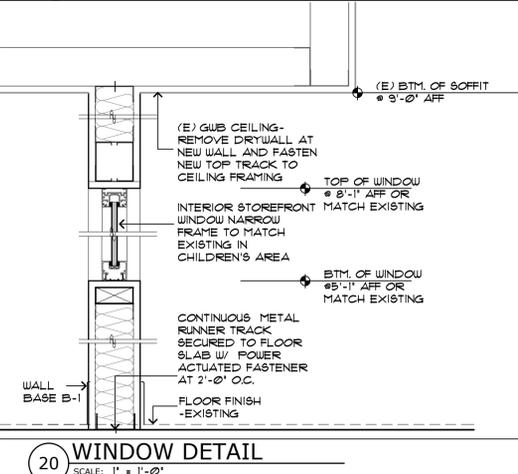 (E) BTM. OF SOFFIT
@ 9'-0" AFF
(E) GWB CEILING-
REMOVE DRYWALL AT
NEW WALL AND FASTEN
NEW TOP TRACK TO
CEILING FRAMING
TOP OF WINDOW
@ 8'-1" AFF OR
MATCH EXISTING
INTERIOR STOREFRONT
WINDOW NARROW
FRAME TO MATCH
EXISTING IN
CHILDREN'S AREA
BTM. OF WINDOW
@5'-1" AFF OR
MATCH EXISTING
CONTINUOUS METAL
RUNNER TRACK
SECURED TO FLOOR
SLAB W/ POWER
ACTUATED FASTENER
AT 2'-0" O.C.
WALL
BASE B-1
FLOOR FINISH
-EXISTING
20 WINDOW DETAIL
SCALE: 1" = 1'-0"